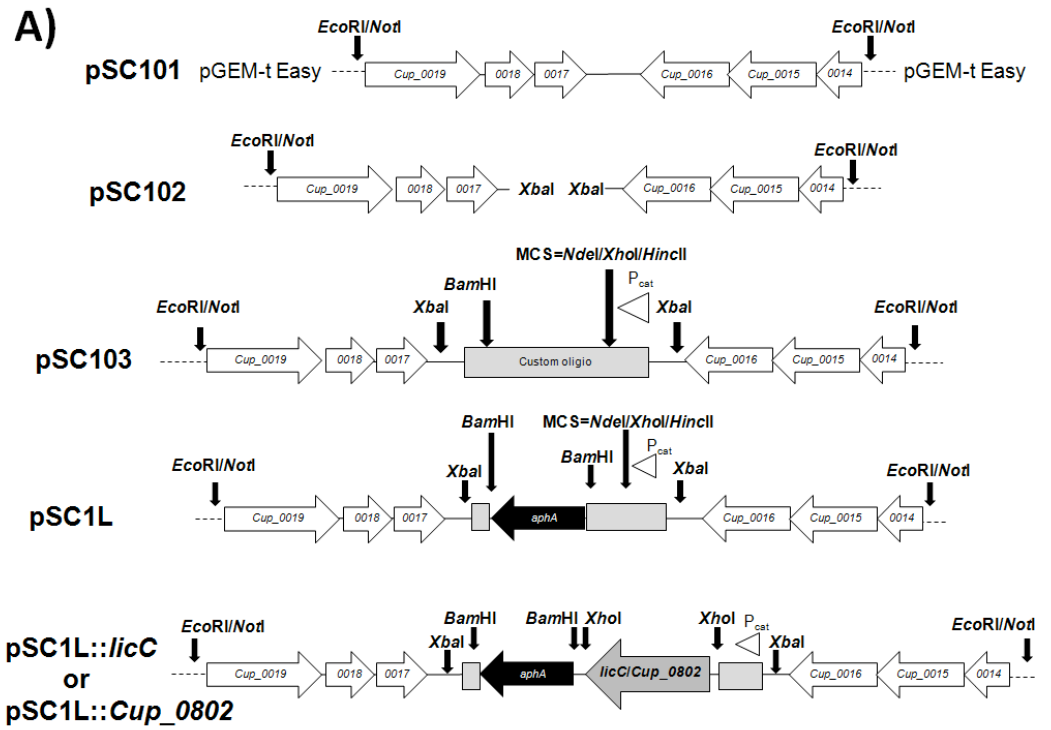 A)
EcoRI/NotI EcoRI/NotI
pSC101 pGEM-t Easy Cup_0019 0018 0017 Cup_0016 Cup_0015 0014 pGEM-t Easy
EcoRI/NotI EcoRI/NotI
pSC102 Cup_0019 0018 0017 XbaI XbaI Cup_0016 Cup_0015 0014
MCS=NdeI/XhoI/HincII
BamHI Pcat
EcoRI/NotI XbaI XbaI EcoRI/NotI
pSC103 Cup_0019 0018 0017 Custom oligio Cup_0016 Cup_0015 0014
BamHI MCS=NdeI/XhoI/HincII
EcoRI/NotI XbaI BamHI Pcat XbaI EcoRI/NotI
pSC1L Cup_0019 0018 0017 aphA Cup_0016 Cup_0015 0014
EcoRI/NotI BamHI BamHI XhoI XhoI Pcat EcoRI/NotI
XbaI XbaI
pSC1L::licC
or
pSC1L::Cup_0802
Cup_0019 0018 0017 aphA licC/Cup_0802 Cup_0016 Cup_0015 0014